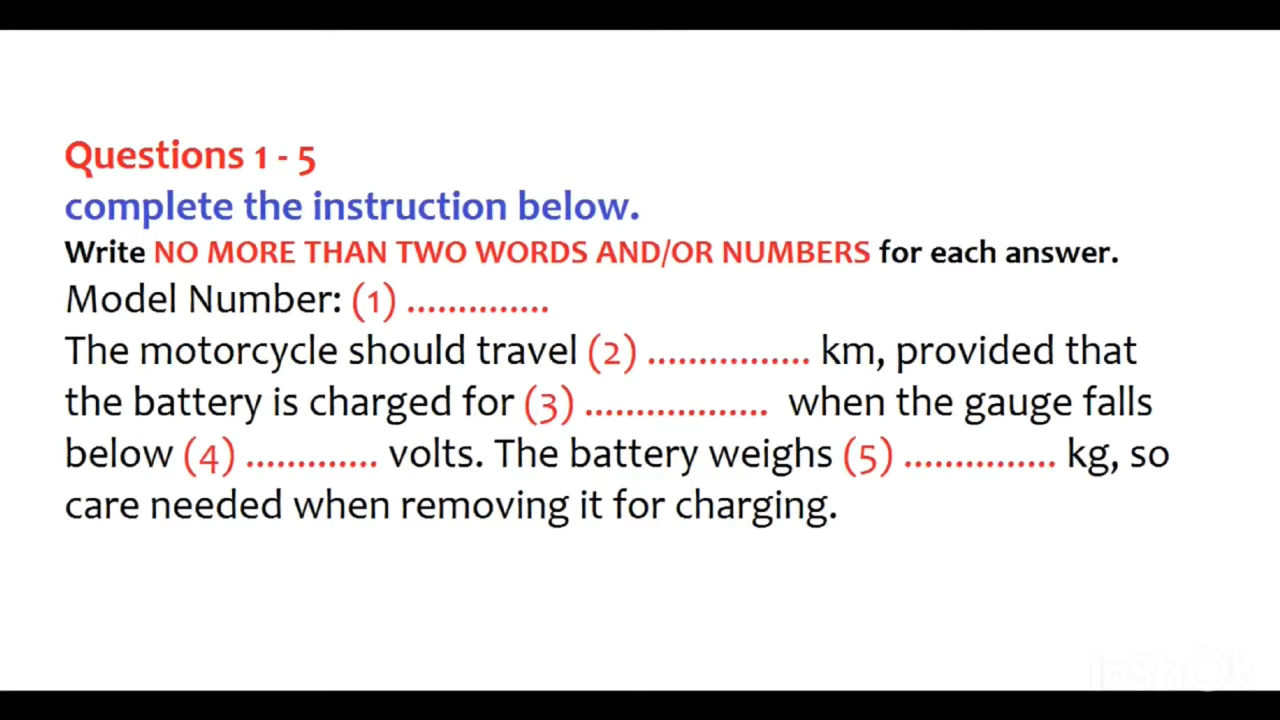 Questions 1 - 5
complete the instruction below.
Write NO MORE THAN TWO WORDS AND/OR NUMBERS for each answer.
Model Number: (1) ..............
The motorcycle should travel (2) ................ km, provided that
the battery is charged for (3) .................. when the gauge falls
below (4) ............. volts. The battery weighs (5) ............... kg, so
care needed when removing it for charging.
InShOt